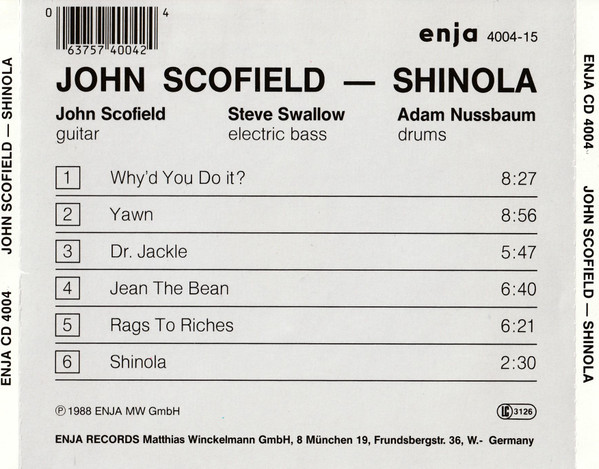 0 4
63757 40042
enja 4004-15
JOHN SCOFIELD — SHINOLA
John Scofield Steve Swallow Adam Nussbaum
guitar electric bass drums
1 Why'd You Do it? 8:27
2 Yawn 8:56
3 Dr. Jackle 5:47
4 Jean The Bean 6:40
5 Rags To Riches 6:21
6 Shinola 2:30
℗ 1988 ENJA MW GmbH
LC 3126
ENJA RECORDS Matthias Winckelmann GmbH, 8 München 19, Frundsbergstr. 36, W.- Germany
ENJA CD 4004 JOHN SCOFIELD — SHINOLA
ENJA CD 4004 JOHN SCOFIELD — SHINOLA